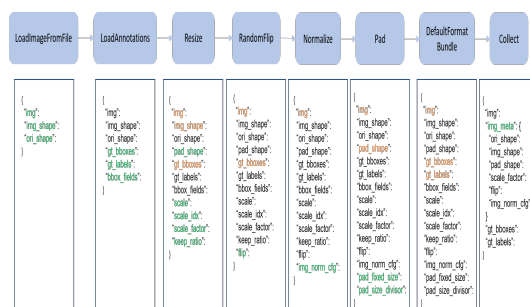 LoadImageFromFile
LoadAnnotations
Resize
RandomFlip
Normalize
Pad
DefaultFormat
Bundle
Collect
{
"img":
"img_shape":
"ori_shape":
}
{
"img":
"img_shape":
"ori_shape":
"gt_bboxes":
"gt_labels":
"bbox_fields":
}
{
"img":
"img_shape":
"ori_shape":
"pad_shape":
"gt_bboxes":
"gt_labels":
"bbox_fields":
"scale":
"scale_idx":
"scale_factor":
"keep_ratio":
}
{
"img":
"img_shape":
"ori_shape":
"pad_shape":
"gt_bboxes":
"gt_labels":
"bbox_fields":
"scale":
"scale_idx":
"scale_factor":
"keep_ratio":
"flip":
}
{
"img":
"img_shape":
"ori_shape":
"pad_shape":
"gt_bboxes":
"gt_labels":
"bbox_fields":
"scale":
"scale_idx":
"scale_factor":
"keep_ratio":
"flip":
"img_norm_cfg":
}
{
"img":
"img_shape":
"ori_shape":
"pad_shape":
"gt_bboxes":
"gt_labels":
"bbox_fields":
"scale":
"scale_idx":
"scale_factor":
"keep_ratio":
"flip":
"img_norm_cfg":
"pad_fixed_size":
"pad_size_divisor":
}
{
"img":
"img_shape":
"ori_shape":
"pad_shape":
"gt_bboxes":
"gt_labels":
"bbox_fields":
"scale":
"scale_idx":
"scale_factor":
"keep_ratio":
"flip":
"img_norm_cfg":
"pad_fixed_size":
"pad_size_divisor":
}
{
"img":
"img_meta": {
"ori_shape":
"img_shape":
"pad_shape":
"scale_factor":
"flip":
"img_norm_cfg":
}
"gt_bboxes":
"gt_labels":
}